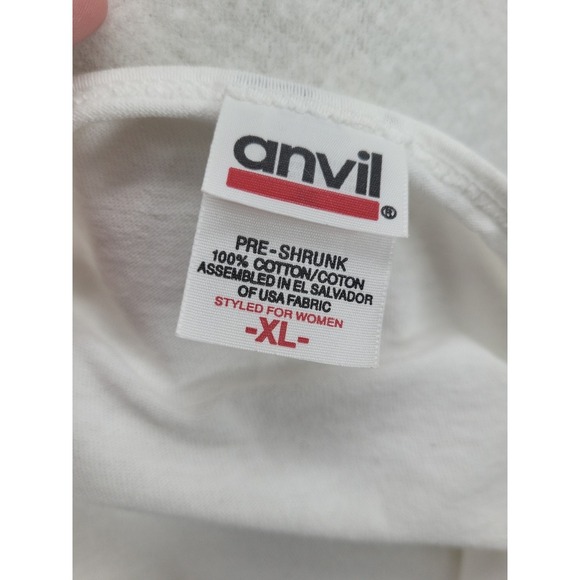 anvil®
PRE-SHRUNK
100% COTTON/COTON
ASSEMBLED IN EL SALVADOR
OF USA FABRIC
STYLED FOR WOMEN
-XL-